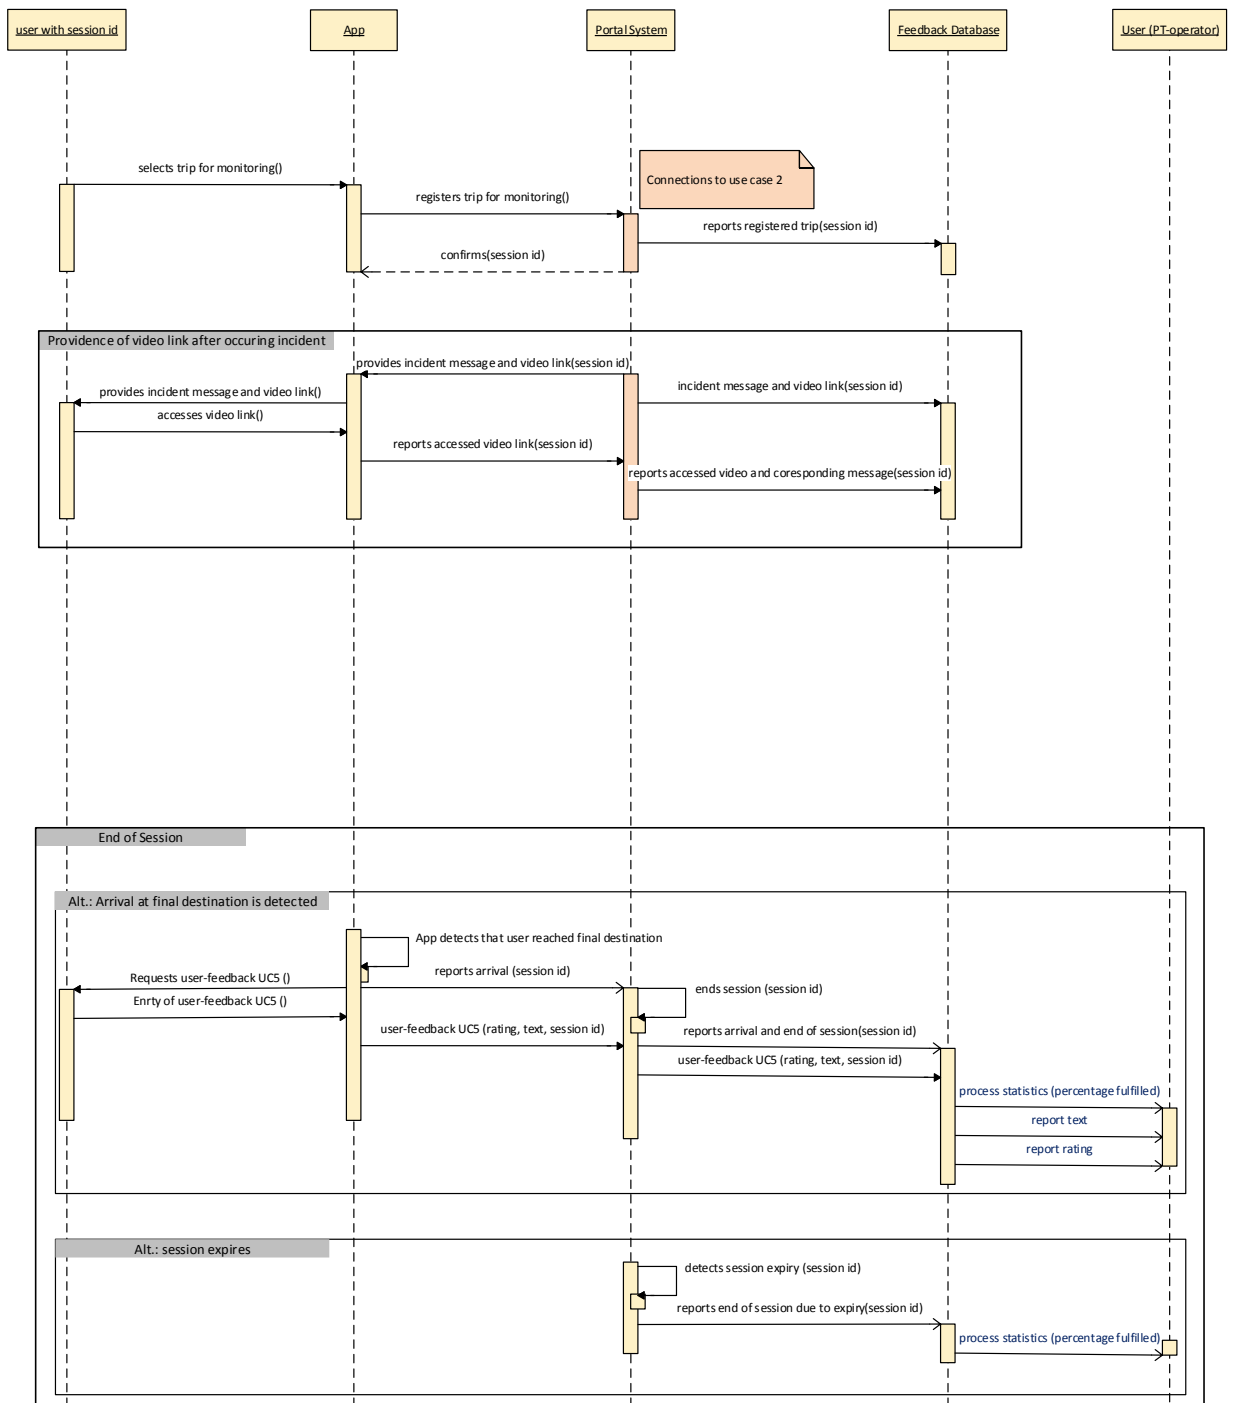 user with session id
App
Portal System
Feedback Database
User (PT-operator)
selects trip for monitoring()
Connections to use case 2
registers trip for monitoring()
reports registered trip(session id)
confirms(session id)
Providence of video link after occuring incident
provides incident message and video link(session id)
incident message and video link(session id)
provides incident message and video link()
accesses video link()
reports accessed video link(session id)
reports accessed video and coresponding message(session id)
End of Session
Alt.: Arrival at final destination is detected
App detects that user reached final destination
reports arrival (session id)
Requests user-feedback UC5 ()
ends session (session id)
Enrty of user-feedback UC5 ()
user-feedback UC5 (rating, text, session id)
reports arrival and end of session(session id)
user-feedback UC5 (rating, text, session id)
process statistics (percentage fulfilled)
report text
report rating
Alt.: session expires
detects session expiry (session id)
reports end of session due to expiry(session id)
process statistics (percentage fulfilled)